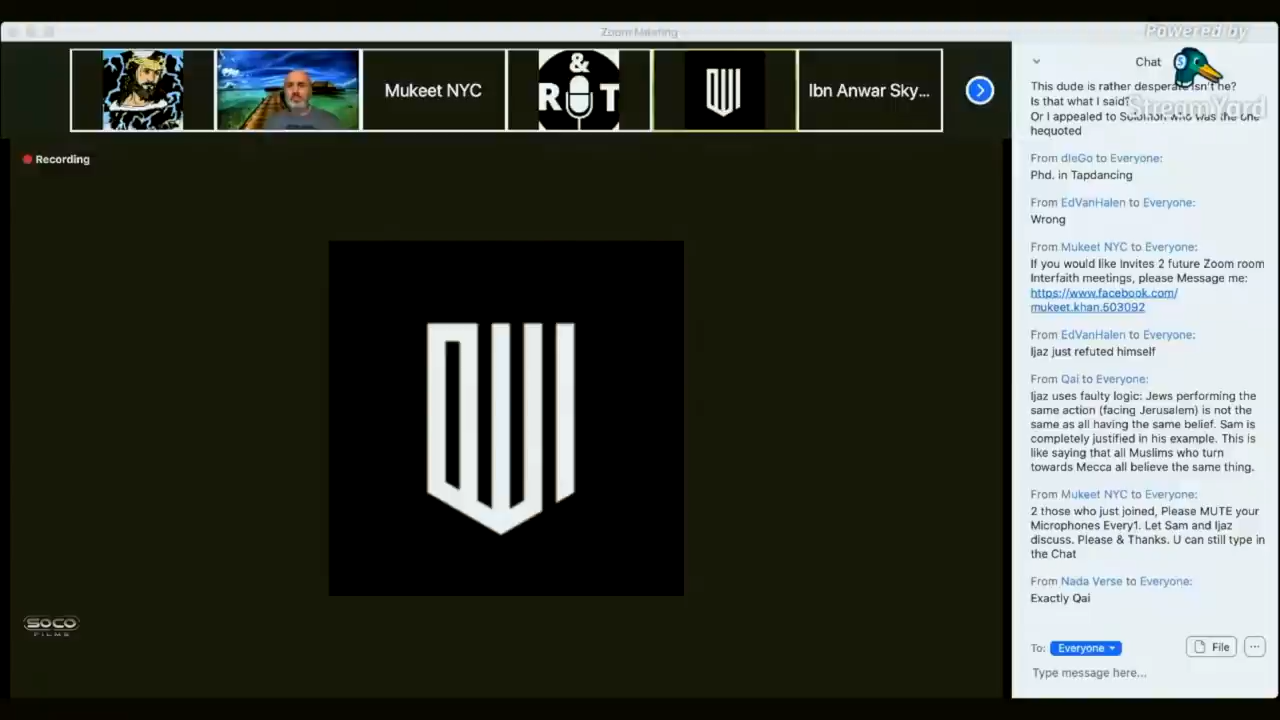 Zoom Meeting
Powered by
StreamYard
Mukeet NYC
&
R T
Ibn Anwar Sky...
Recording
SOCO
FILMS
Chat
This dude is rather desperate isn't he?
Is that what I said?
Or I appealed to Solomon who was the one
hequoted
From dieGo to Everyone:
Phd. in Tapdancing
From EdVanHalen to Everyone:
Wrong
From Mukeet NYC to Everyone:
If you would like Invites 2 future Zoom room
Interfaith meetings, please Message me:
https://www.facebook.com/
mukeet.khan.503092
From EdVanHalen to Everyone:
Ijaz just refuted himself
From Qai to Everyone:
Ijaz uses faulty logic: Jews performing the
same action (facing Jerusalem) is not the
same as all having the same belief. Sam is
completely justified in his example. This is
like saying that all Muslims who turn
towards Mecca all believe the same thing.
From Mukeet NYC to Everyone:
2 those who just joined, Please MUTE your
Microphones Every1. Let Sam and Ijaz
discuss. Please & Thanks. U can still type in
the Chat
From Nada Verse to Everyone:
Exactly Qai
To: Everyone
File
Type message here...